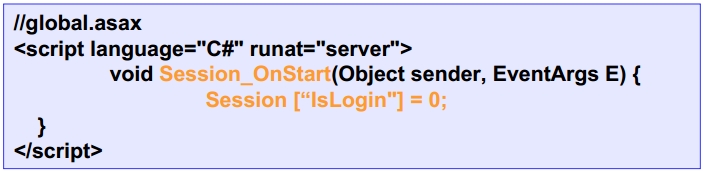 //global.asax
<script language="C#" runat="server">
void Session_OnStart(Object sender, EventArgs E) {
Session [“IsLogin"] = 0;
}
</script>